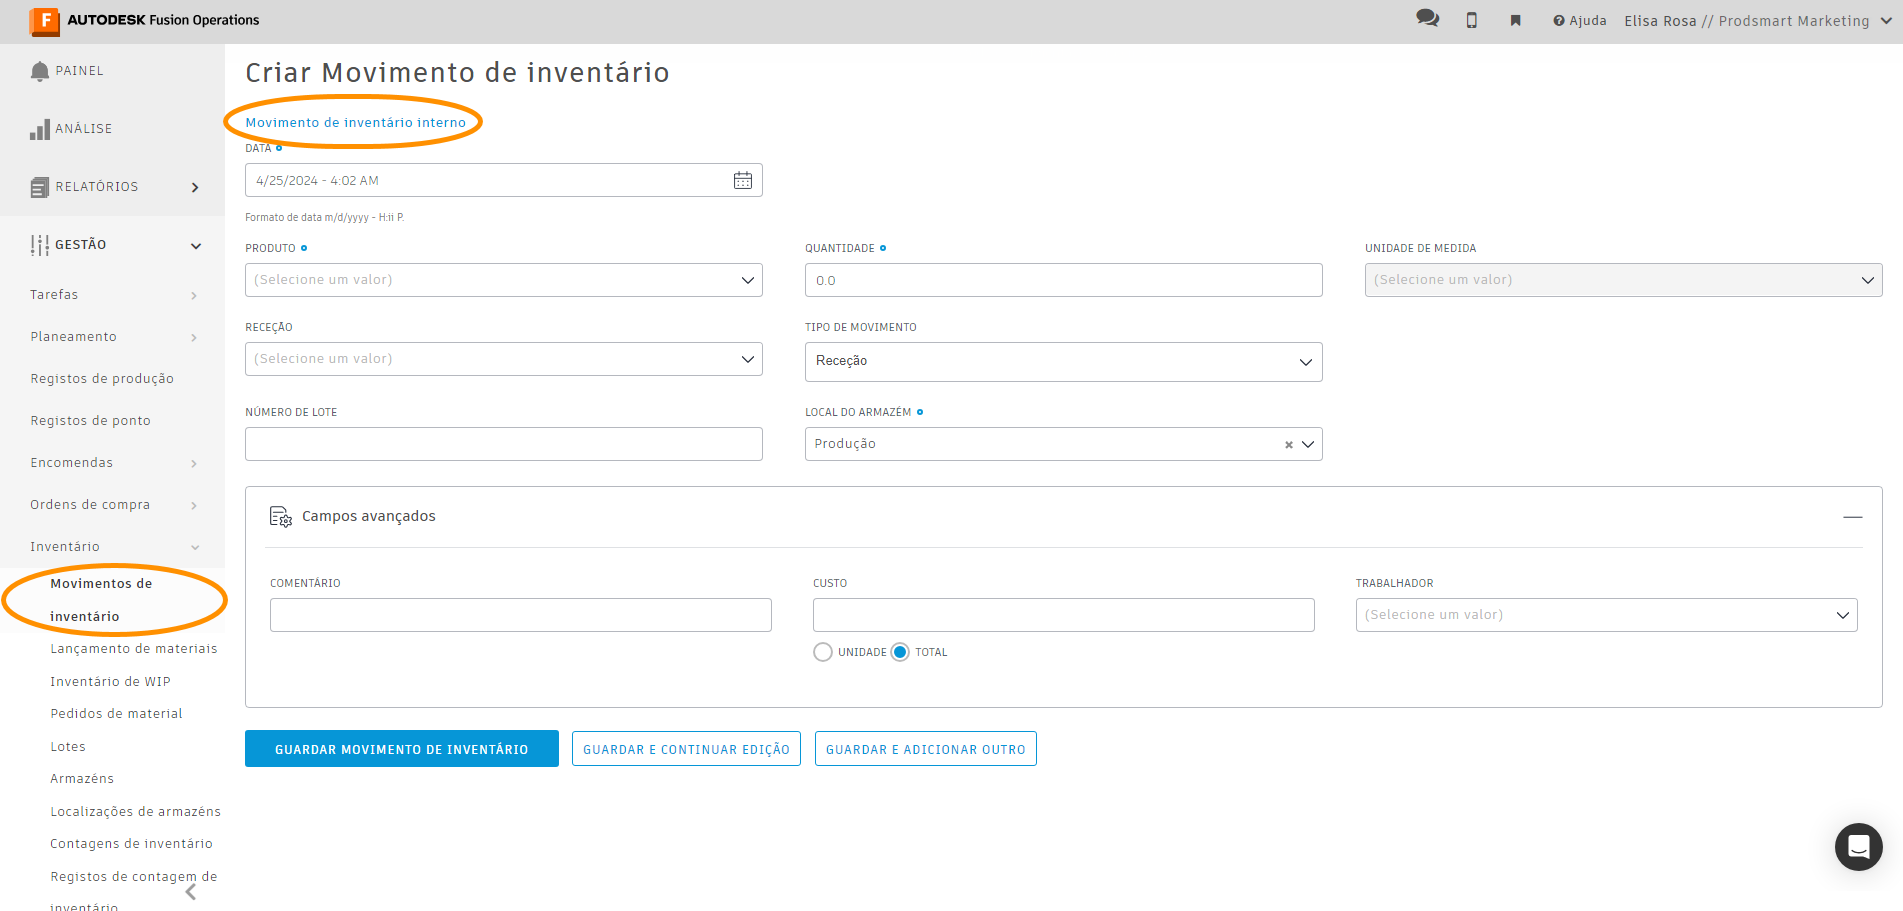 AUTODESK Fusion Operations
Ajuda
Elisa Rosa // Prodsmart Marketing
PAINEL
ANÁLISE
RELATÓRIOS
GESTÃO
Tarefas
Planeamento
Registos de produção
Registos de ponto
Encomendas
Ordens de compra
Inventário
Movimentos de
inventário
Lançamento de materiais
Inventário de WIP
Pedidos de material
Lotes
Armazéns
Localizações de armazéns
Contagens de inventário
Registos de contagem de
inventário
Criar Movimento de inventário
Movimento de inventário interno
DATA
4/25/2024 - 4:02 AM
Formato de data m/d/yyyy - H:ii P.
PRODUTO
(Selecione um valor)
QUANTIDADE
0.0
UNIDADE DE MEDIDA
(Selecione um valor)
RECEÇÃO
(Selecione um valor)
TIPO DE MOVIMENTO
Receção
NÚMERO DE LOTE
LOCAL DO ARMAZÉM
Produção
Campos avançados
COMENTÁRIO
CUSTO
UNIDADE TOTAL
TRABALHADOR
(Selecione um valor)
GUARDAR MOVIMENTO DE INVENTÁRIO
GUARDAR E CONTINUAR EDIÇÃO
GUARDAR E ADICIONAR OUTRO